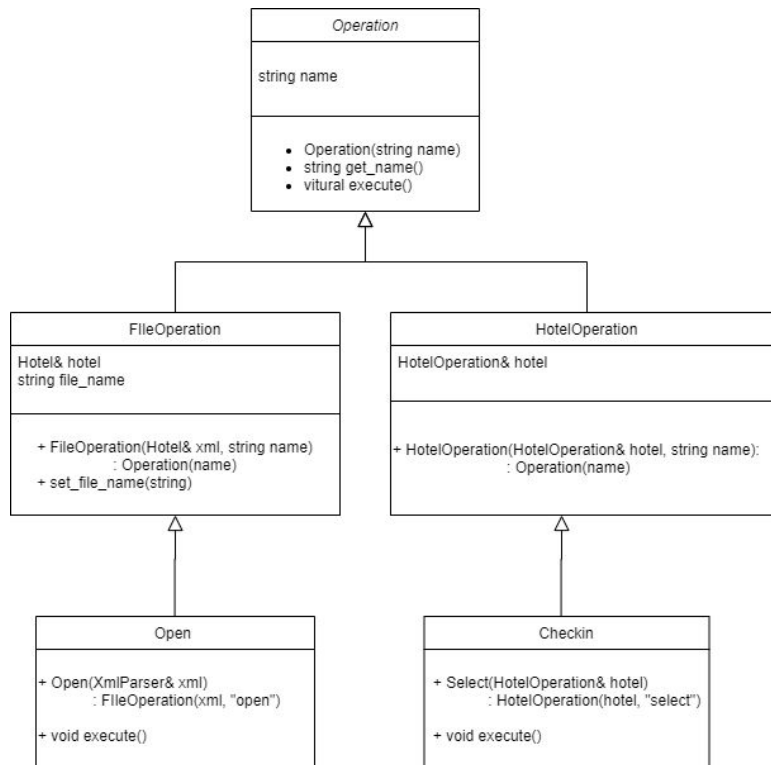 Operation
string name
• Operation(string name)
• string get_name()
• vitural execute()
FIleOperation
Hotel& hotel
string file_name
+ FileOperation(Hotel& xml, string name)
: Operation(name)
+ set_file_name(string)
HotelOperation
HotelOperation& hotel
+ HotelOperation(HotelOperation& hotel, string name):
: Operation(name)
Open
+ Open(XmlParser& xml)
: FIleOperation(xml, "open")
+ void execute()
Checkin
+ Select(HotelOperation& hotel)
: HotelOperation(hotel, "select")
+ void execute()